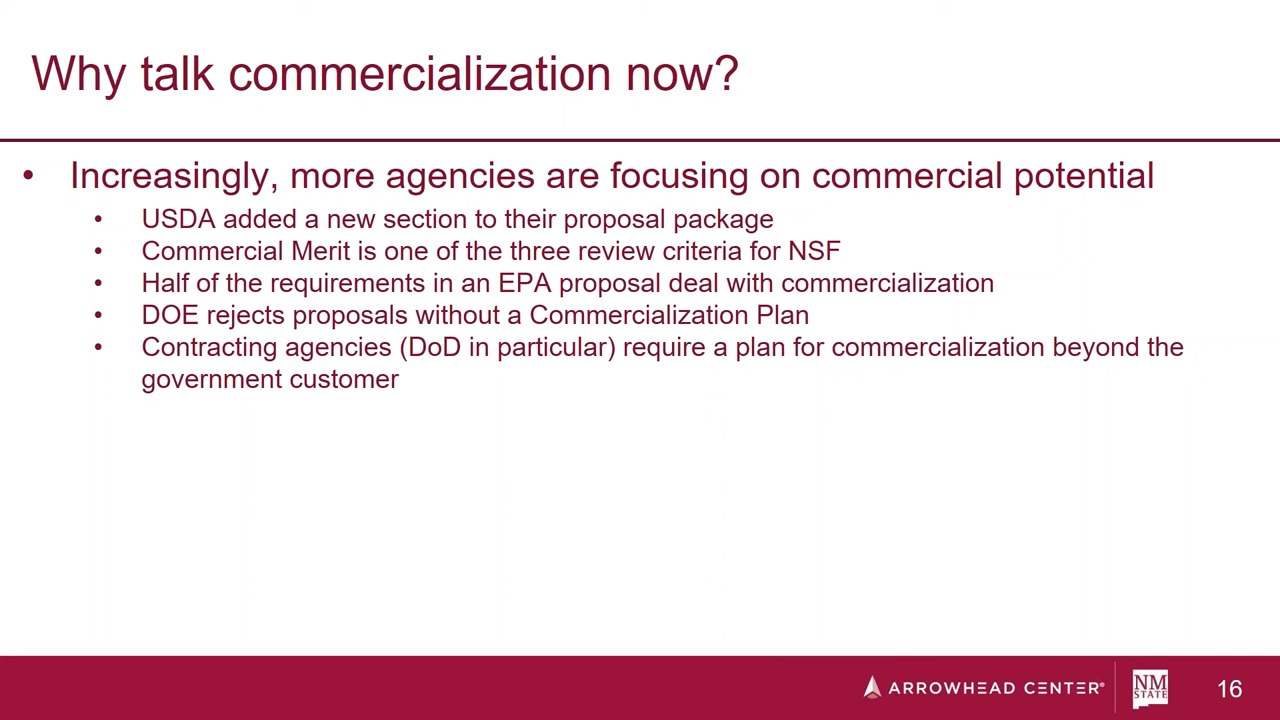 Why talk commercialization now?
• Increasingly, more agencies are focusing on commercial potential
• USDA added a new section to their proposal package
• Commercial Merit is one of the three review criteria for NSF
• Half of the requirements in an EPA proposal deal with commercialization
• DOE rejects proposals without a Commercialization Plan
• Contracting agencies (DoD in particular) require a plan for commercialization beyond the
government customer
ARROWHEAD CENTER®
NM
STATE
16